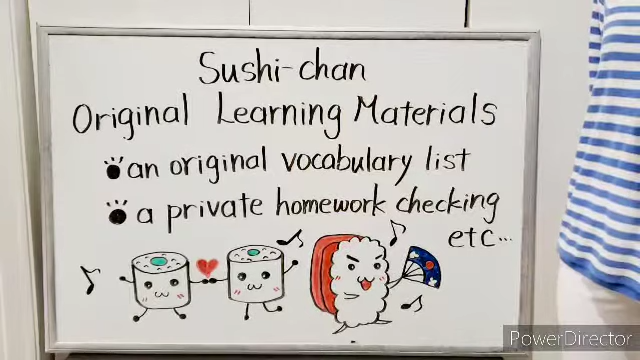 Sushi-chan
Original Learning Materials
an original vocabulary list
a private homework checking
etc...
PowerDirector